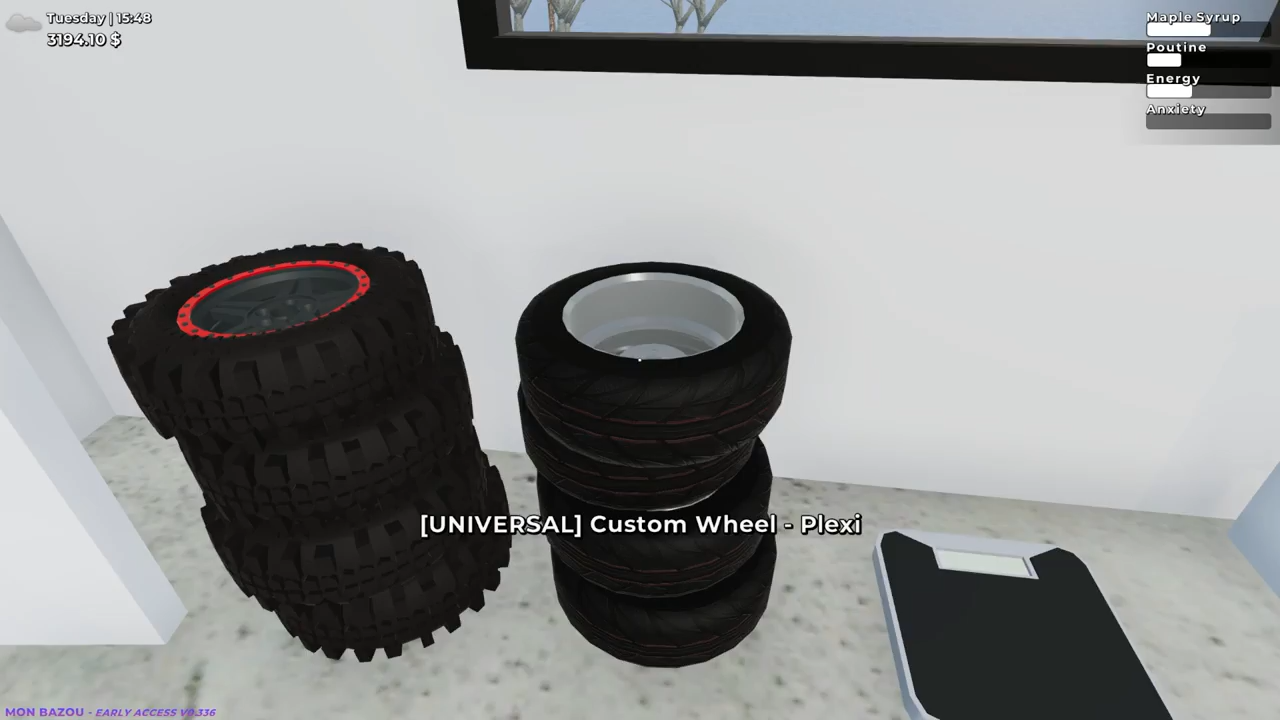 Tuesday | 15:48
3194.10 $
Maple Syrup
Poutine
Energy
Anxiety
[UNIVERSAL] Custom Wheel - Plexi
MON BAZOU - EARLY ACCESS V0.336